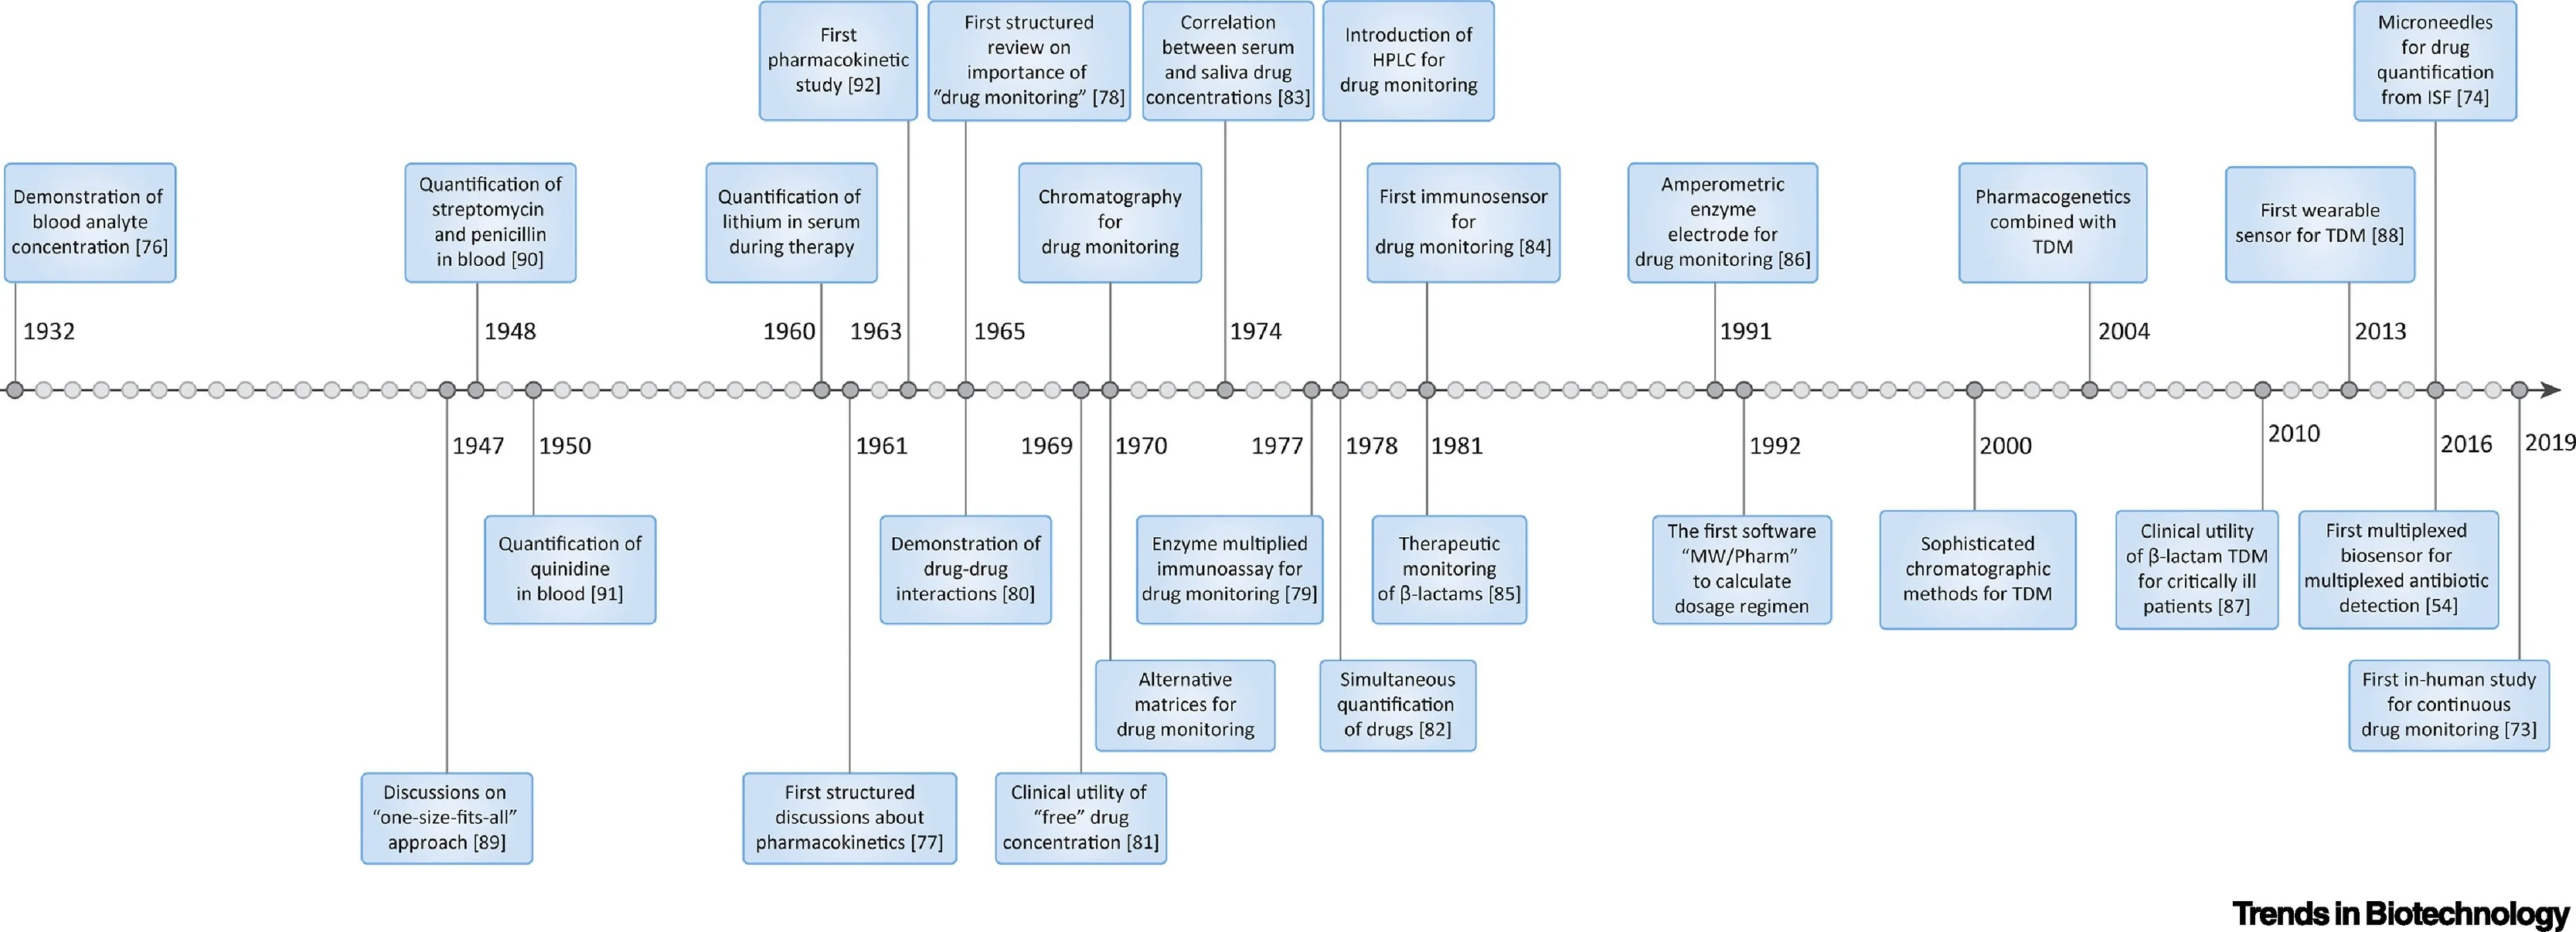 First
pharmacokinetic
study [92]
First structured
review on
importance of
“drug monitoring” [78]
Correlation
between serum
and saliva drug
concentrations [83]
Introduction of
HPLC for
drug monitoring
Microneedles
for drug
quantification
from ISF [74]
Demonstration of
blood analyte
concentration [76]
Quantification of
streptomycin
and penicillin
in blood [90]
Quantification of
lithium in serum
during therapy
Chromatography
for
drug monitoring
First immunosensor
for
drug monitoring [84]
Amperometric
enzyme
electrode for
drug monitoring [86]
Pharmacogenetics
combined with
TDM
First wearable
sensor for TDM [88]
1932
1948
1960
1963
1965
1974
1991
2004
2013
1947
1950
1961
1969
1970
1977
1978
1981
1992
2000
2010
2016
2019
Quantification of
quinidine
in blood [91]
Demonstration of
drug-drug
interactions [80]
Enzyme multiplied
immunoassay for
drug monitoring [79]
Therapeutic
monitoring
of β-lactams [85]
The first software
“MW/Pharm”
to calculate
dosage regimen
Sophisticated
chromatographic
methods for TDM
Clinical utility
of β-lactam TDM
for critically ill
patients [87]
First multiplexed
biosensor for
multiplexed antibiotic
detection [54]
Alternative
matrices for
drug monitoring
Simultaneous
quantification
of drugs [82]
First in-human study
for continuous
drug monitoring [73]
Discussions on
“one-size-fits-all”
approach [89]
First structured
discussions about
pharmacokinetics [77]
Clinical utility of
“free” drug
concentration [81]
Trends in Biotechnology